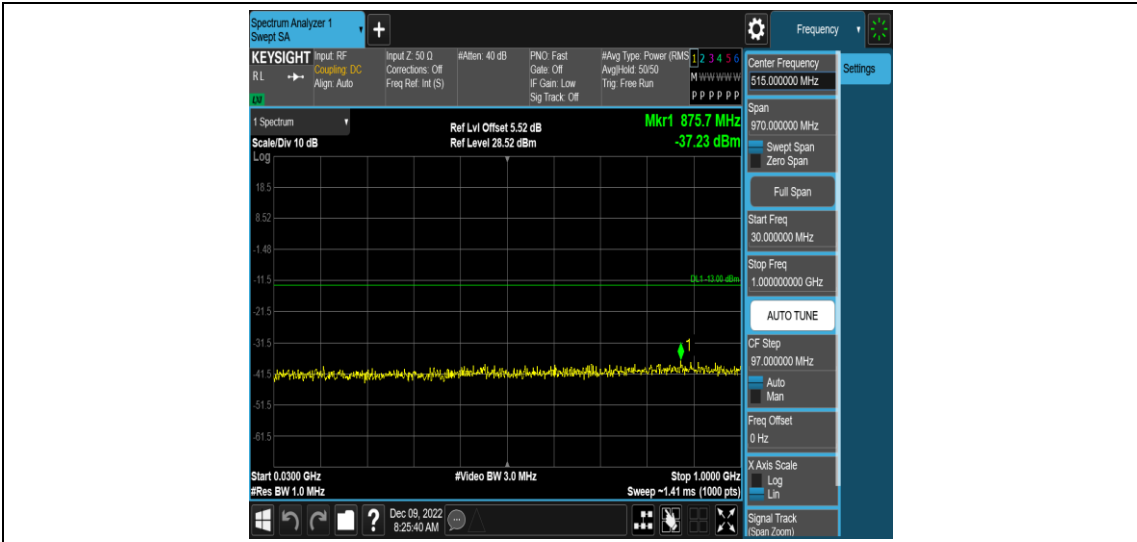 Spectrum Analyzer 1
Swept SA
+
Frequency
KEYSIGHT
RL
LXI
Input: RF
Coupling: DC
Align: Auto
Input Z: 50 Ω
Corrections: Off
Freq Ref: Int (S)
#Atten: 40 dB
PNO: Fast
Gate: Off
IF Gain: Low
Sig Track: Off
#Avg Type: Power (RMS
Avg|Hold: 50/50
Trig: Free Run
1 2 3 4 5 6
M W W W W W
P P P P P P
1 Spectrum
Scale/Div 10 dB
Log
Ref Lvl Offset 5.52 dB
Ref Level 28.52 dBm
Mkr1 875.7 MHz
-37.23 dBm
18.5
8.52
-1.48
-11.5
DL1 -13.00 dBm
-21.5
-31.5
1
-41.5
-51.5
-61.5
Start 0.0300 GHz
#Res BW 1.0 MHz
#Video BW 3.0 MHz
Stop 1.0000 GHz
Sweep ~1.41 ms (1000 pts)
?
Dec 09, 2022
8:25:40 AM
Center Frequency
515.000000 MHz
Settings
Span
970.000000 MHz
Swept Span
Zero Span
Full Span
Start Freq
30.000000 MHz
Stop Freq
1.000000000 GHz
AUTO TUNE
CF Step
97.000000 MHz
Auto
Man
Freq Offset
0 Hz
X Axis Scale
Log
Lin
Signal Track
(Span Zoom)